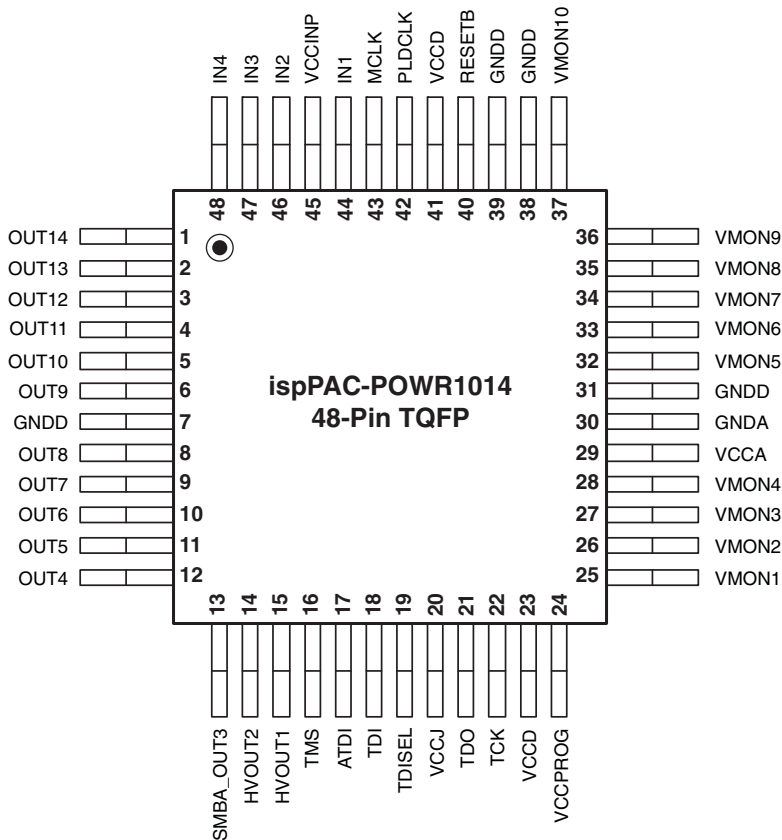 IN4
IN3
IN2
VCCINP
IN1
MCLK
PLDCLK
VCCD
RESETB
GNDD
GNDD
VMON10
48
47
46
45
44
43
42
41
40
39
38
37
OUT14 1
OUT13 2
OUT12 3
OUT11 4
OUT10 5
OUT9 6
GNDD 7
OUT8 8
OUT7 9
OUT6 10
OUT5 11
OUT4 12
ispPAC-POWR1014
48-Pin TQFP
36 VMON9
35 VMON8
34 VMON7
33 VMON6
32 VMON5
31 GNDD
30 GNDA
29 VCCA
28 VMON4
27 VMON3
26 VMON2
25 VMON1
13
14
15
16
17
18
19
20
21
22
23
24
SMBA_OUT3
HVOUT2
HVOUT1
TMS
ATDI
TDI
TDISEL
VCCJ
TDO
TCK
VCCD
VCCPROG